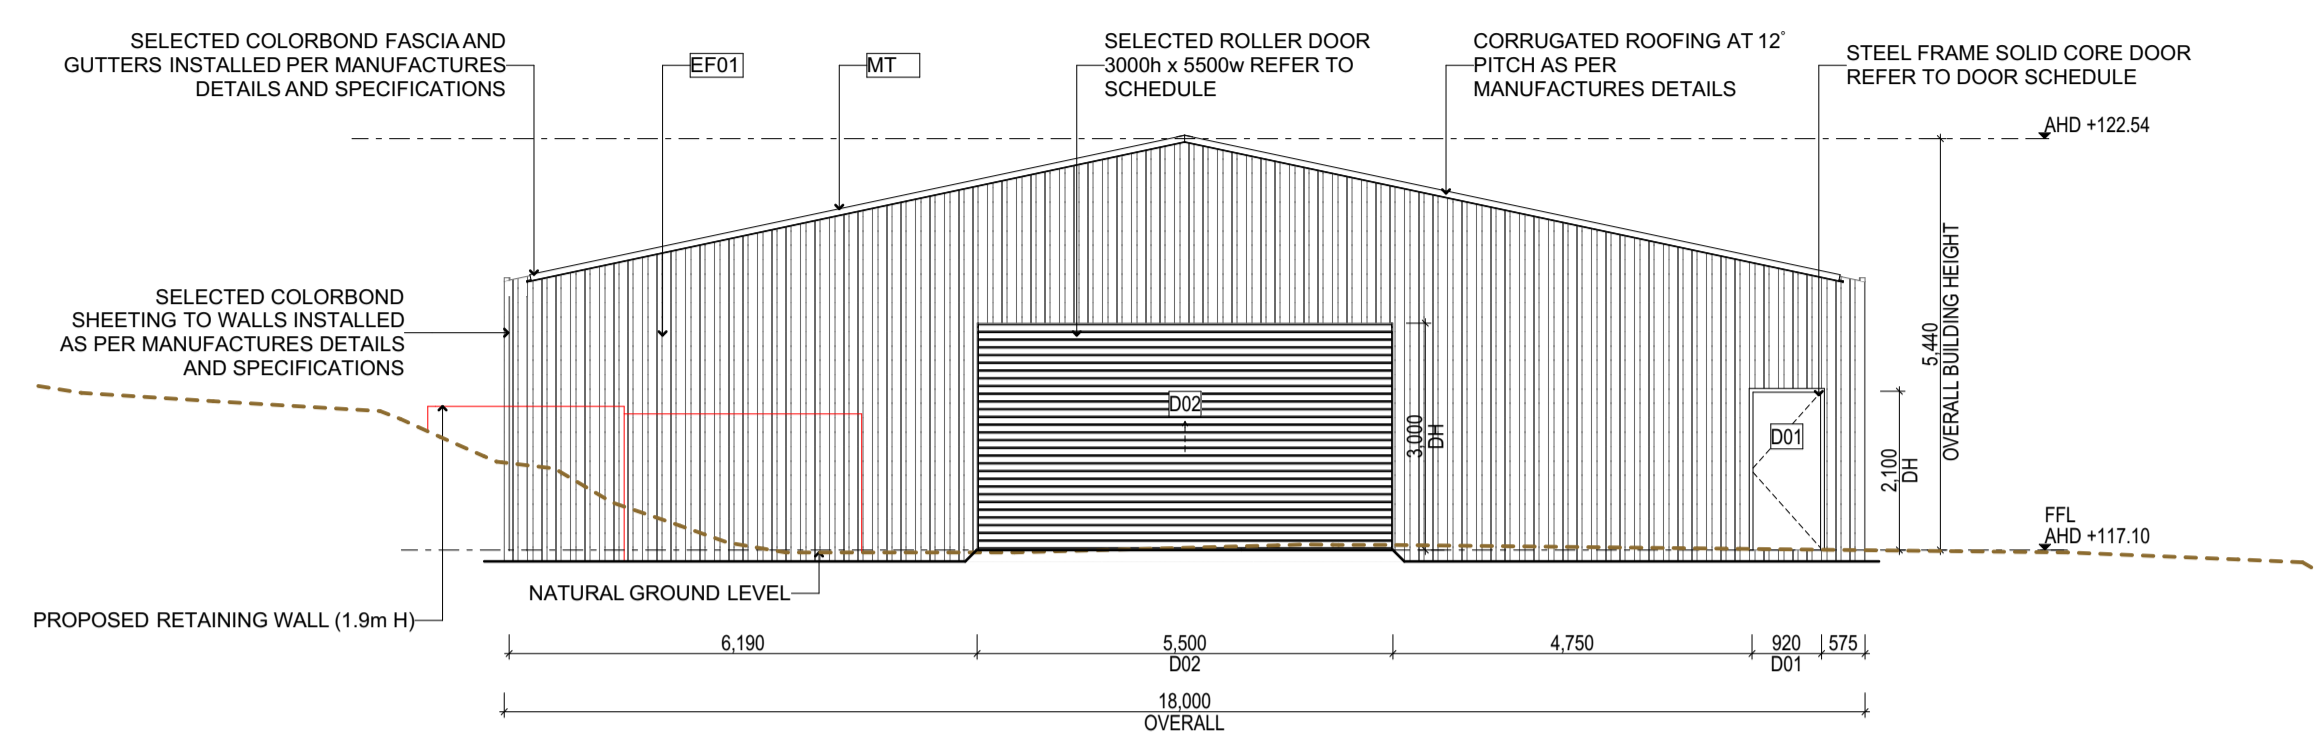 SELECTED COLORBOND FASCIA AND
GUTTERS INSTALLED PER MANUFACTURES
DETAILS AND SPECIFICATIONS
EF01
MT
SELECTED ROLLER DOOR
3000h x 5500w REFER TO
SCHEDULE
CORRUGATED ROOFING AT 12°
PITCH AS PER
MANUFACTURES DETAILS
STEEL FRAME SOLID CORE DOOR
REFER TO DOOR SCHEDULE
AHD +122.54
SELECTED COLORBOND
SHEETING TO WALLS INSTALLED
AS PER MANUFACTURES DETAILS
AND SPECIFICATIONS
5,440
OVERALL BUILDING HEIGHT
D02
3,000
DH
D01
2,100
DH
FFL
AHD +117.10
NATURAL GROUND LEVEL
PROPOSED RETAINING WALL (1.9m H)
6,190
5,500
D02
4,750
920
D01
575
18,000
OVERALL